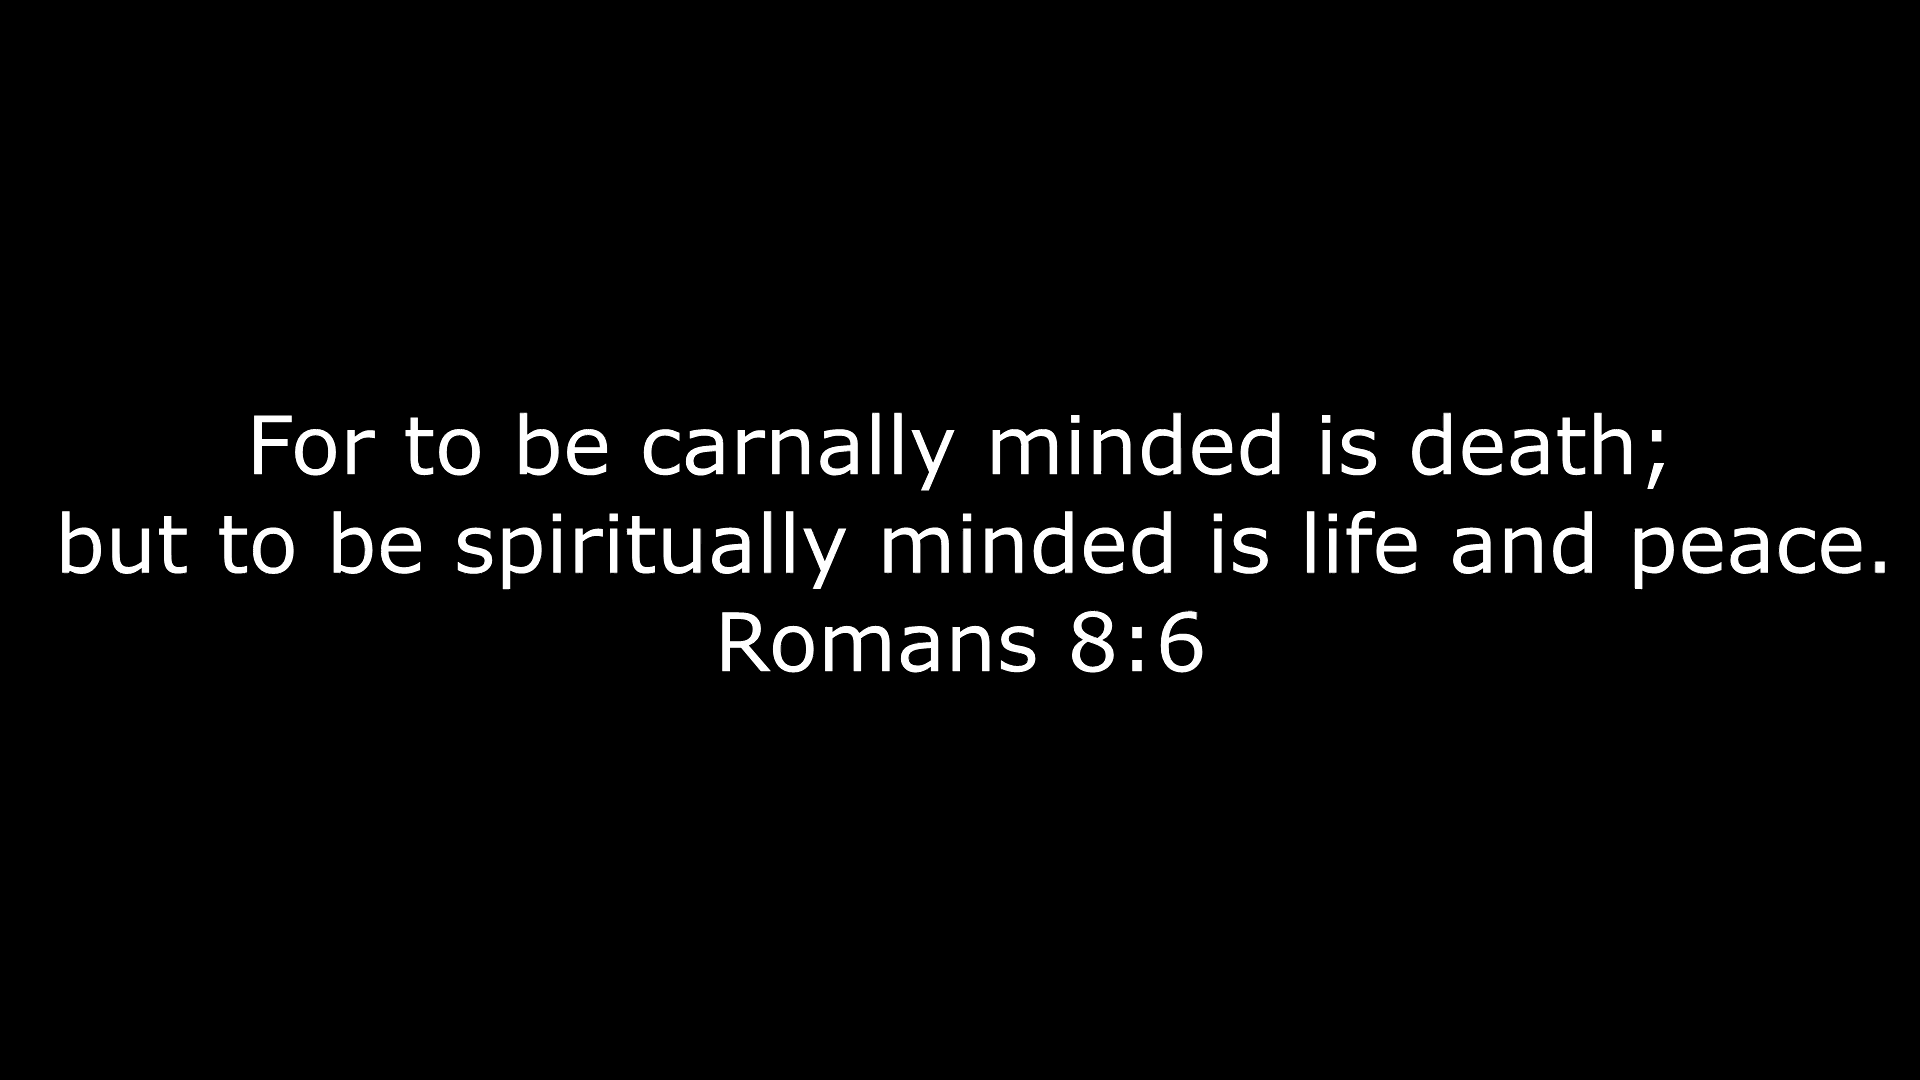 For to be carnally minded is death;
but to be spiritually minded is life and peace.
Romans 8:6